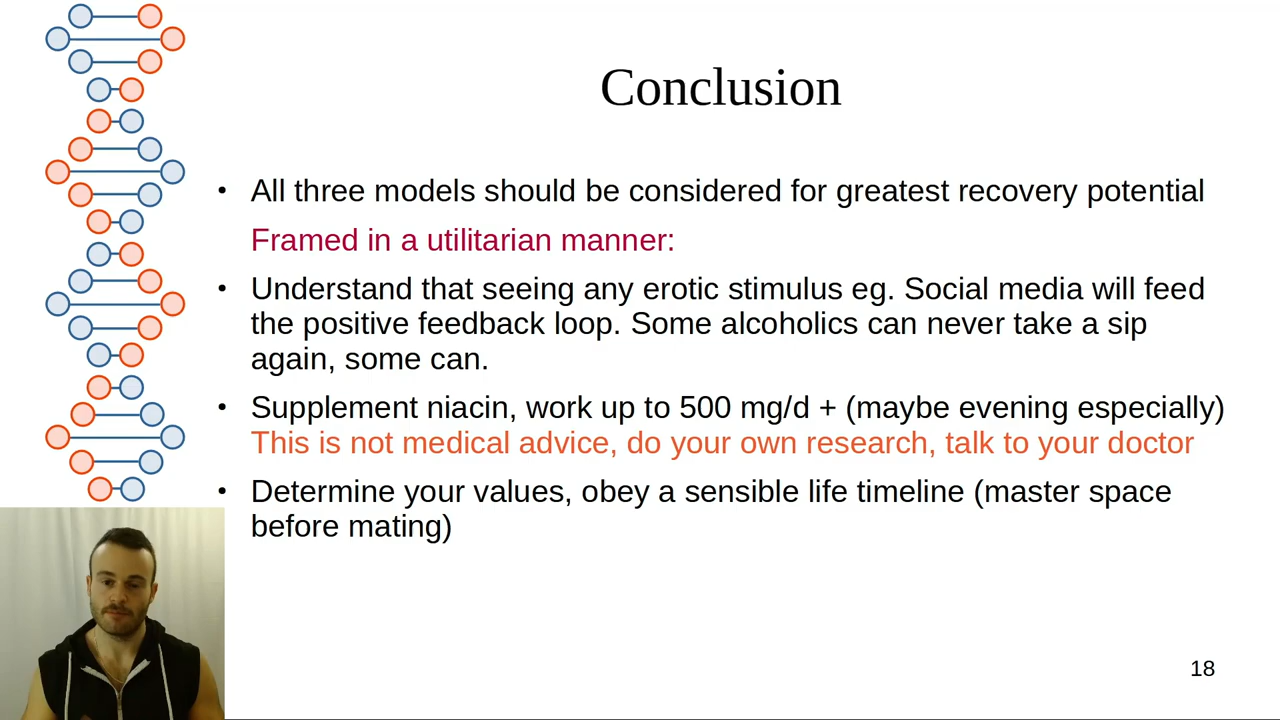 Conclusion
• All three models should be considered for greatest recovery potential
Framed in a utilitarian manner:
• Understand that seeing any erotic stimulus eg. Social media will feed
the positive feedback loop. Some alcoholics can never take a sip
again, some can.
• Supplement niacin, work up to 500 mg/d + (maybe evening especially)
This is not medical advice, do your own research, talk to your doctor
• Determine your values, obey a sensible life timeline (master space
before mating)
18